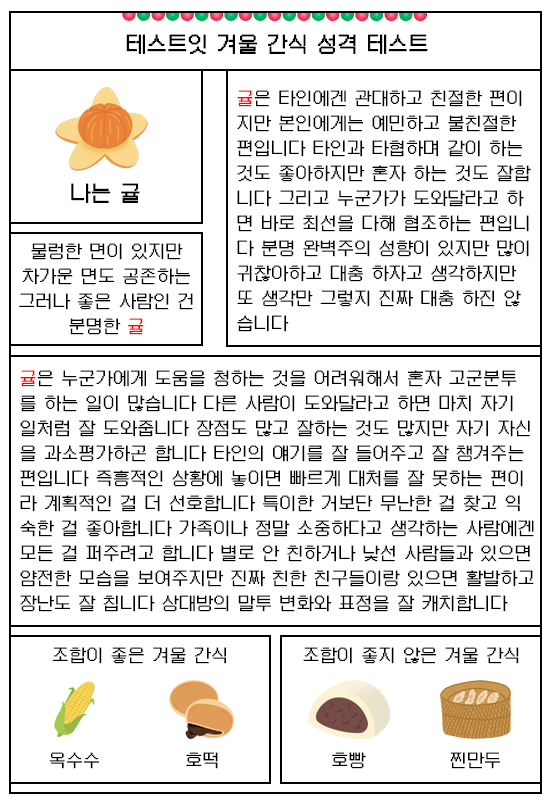 테스트잇 겨울 간식 성격 테스트
나는 귤
물렁한 면이 있지만
차가운 면도 공존하는
그러나 좋은 사람인 건
분명한 귤
귤은 타인에겐 관대하고 친절한 편이
지만 본인에게는 예민하고 불친절한
편입니다 타인과 타협하며 같이 하는
것도 좋아하지만 혼자 하는 것도 잘합
니다 그리고 누군가가 도와달라고 하
면 바로 최선을 다해 협조하는 편입니
다 분명 완벽주의 성향이 있지만 많이
귀찮아하고 대충 하자고 생각하지만
또 생각만 그렇지 진짜 대충 하진 않
습니다
귤은 누군가에게 도움을 청하는 것을 어려워해서 혼자 고군분투
를 하는 일이 많습니다 다른 사람이 도와달라고 하면 마치 자기
일처럼 잘 도와줍니다 장점도 많고 잘하는 것도 많지만 자기 자신
을 과소평가하곤 합니다 타인의 얘기를 잘 들어주고 잘 챙겨주는
편입니다 즉흥적인 상황에 놓이면 빠르게 대처를 잘 못하는 편이
라 계획적인 걸 더 선호합니다 특이한 거보단 무난한 걸 찾고 익
숙한 걸 좋아합니다 가족이나 정말 소중하다고 생각하는 사람에겐
모든 걸 퍼주려고 합니다 별로 안 친하거나 낯선 사람들과 있으면
얌전한 모습을 보여주지만 진짜 친한 친구들이랑 있으면 활발하고
장난도 잘 칩니다 상대방의 말투 변화와 표정을 잘 캐치합니다
조합이 좋은 겨울 간식
옥수수
호떡
조합이 좋지 않은 겨울 간식
호빵
찐만두